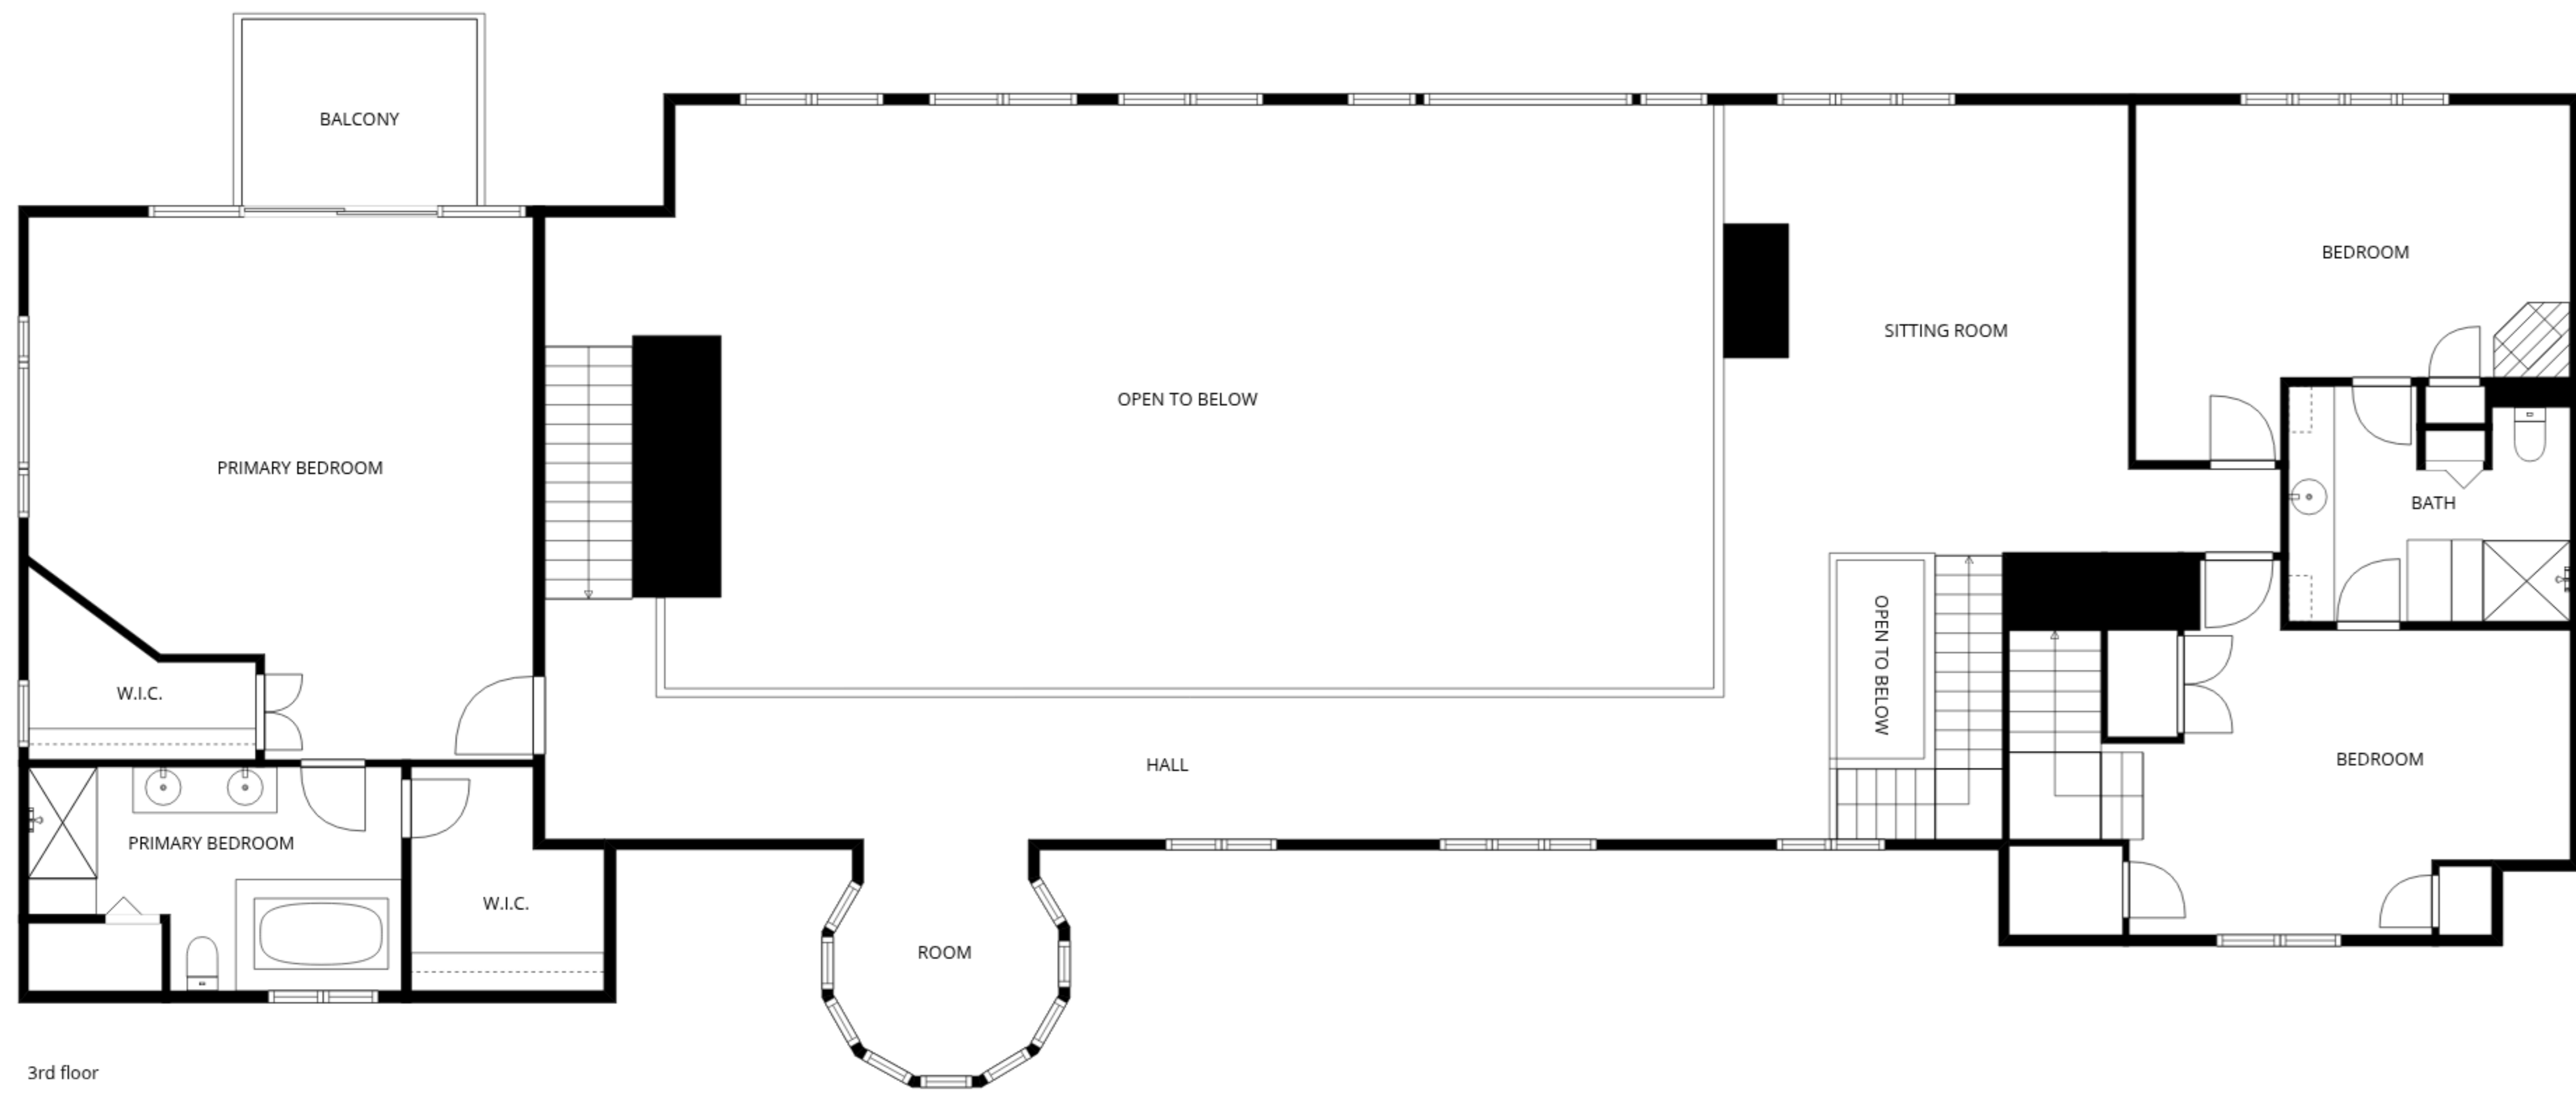 BALCONY
BEDROOM
SITTING ROOM
OPEN TO BELOW
PRIMARY BEDROOM
BATH
OPEN TO BELOW
W.I.C.
BEDROOM
HALL
PRIMARY BEDROOM
W.I.C.
ROOM
3rd floor